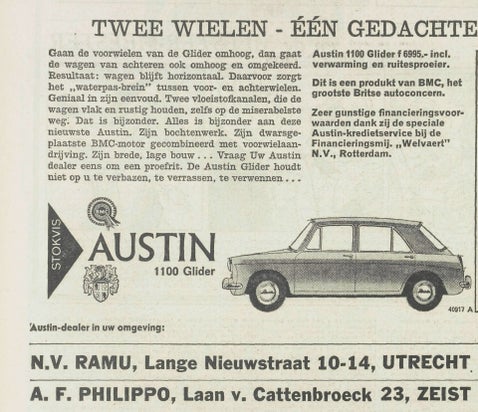 TWEE WIELEN - ÉÉN GEDACHTE
Gaan de voorwielen van de Glider omhoog, dan gaat
de wagen van achteren ook omhoog en omgekeerd.
Resultaat: wagen blijft horizontaal. Daarvoor zorgt
het „waterpas-brein” tussen voor- en achterwielen.
Geniaal in zijn eenvoud. Twee vloeistofkanalen, die de
wagen vlak en rustig houden, zelfs op de miserabelste
weg. Dat is bijzonder. Alles is bijzonder aan deze
nieuwste Austin. Zijn bochtenwerk. Zijn dwarsge-
plaatste BMC-motor gecombineerd met voorwielaan-
drijving. Zijn brede, lage bouw ... Vraag Uw Austin
dealer eens om een proefrit. De Austin Glider houdt
niet op u te verbazen, te verrassen, te verwennen ...
Austin 1100 Glider f 6995.- incl.
verwarming en ruitesproeier.
Dit is een produkt van BMC, het
grootste Britse autoconcern.
Zeer gunstige financieringsvoor-
waarden dank zij de speciale
Austin-kredietservice bij de
Financieringsmij. „Welvaert”
N.V., Rotterdam.
STOKVIS
AUSTIN
1100 Glider
40917 A
Austin-dealer in uw omgeving:
N.V. RAMU, Lange Nieuwstraat 10-14, UTRECHT
A. F. PHILIPPO, Laan v. Cattenbroeck 23, ZEIST